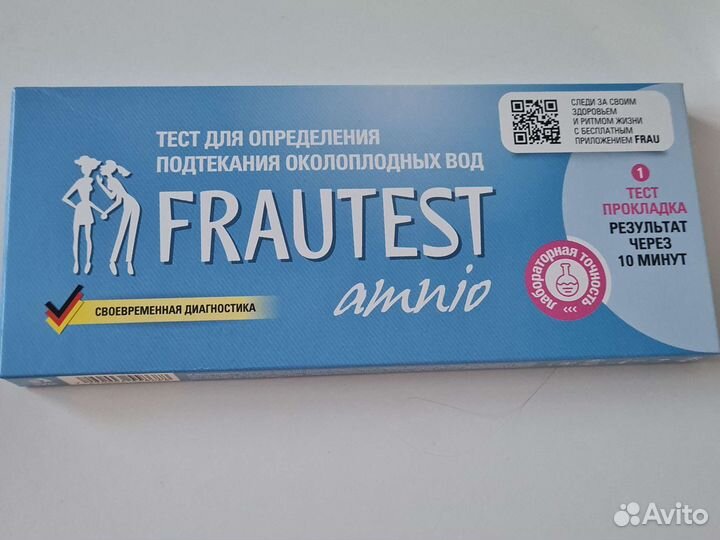 ТЕСТ ДЛЯ ОПРЕДЕЛЕНИЯ
ПОДТЕКАНИЯ ОКОЛОПЛОДНЫХ ВОД
FRAUTEST
amnio
СВОЕВРЕМЕННАЯ ДИАГНОСТИКА
СЛЕДИ ЗА СВОИМ
ЗДОРОВЬЕМ
И РИТМОМ ЖИЗНИ
С БЕСПЛАТНЫМ
ПРИЛОЖЕНИЕМ FRAU
1
ТЕСТ
ПРОКЛАДКА
РЕЗУЛЬТАТ
ЧЕРЕЗ
10 МИНУТ
лабораторная точность
<<<
Avito